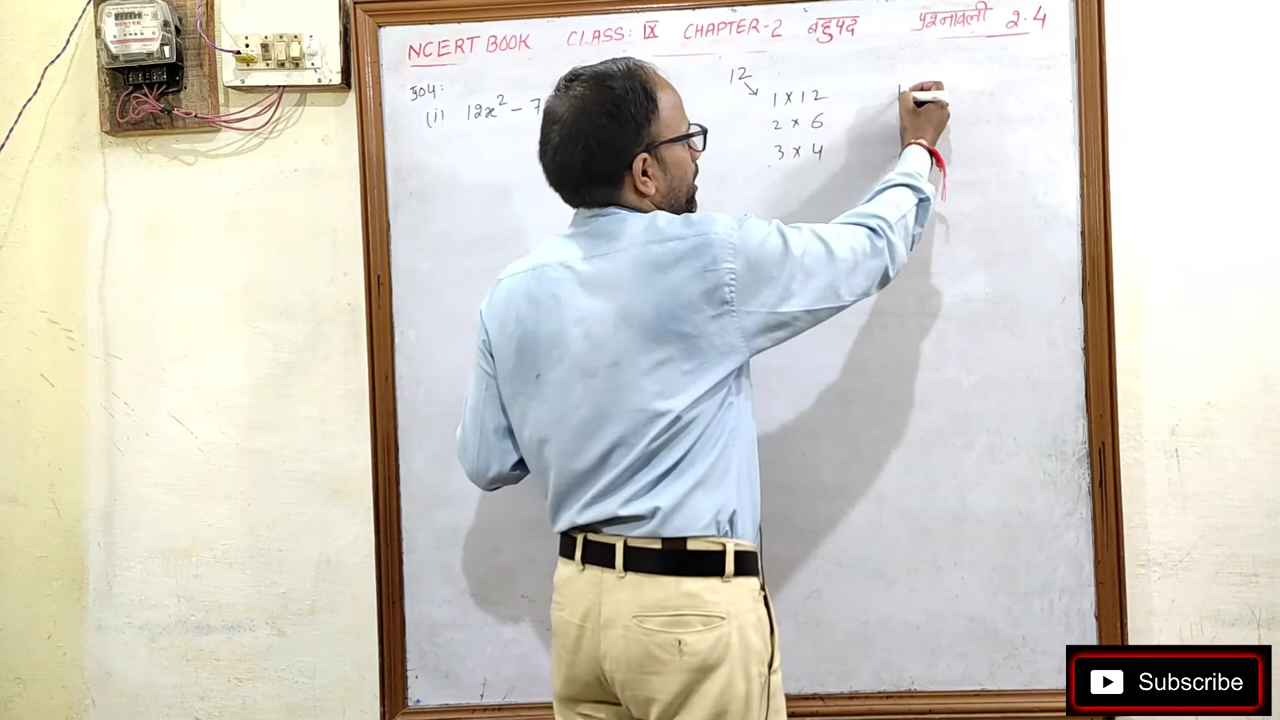 NCERT BOOK CLASS: IX CHAPTER-2 बहुपद प्रश्नावली 2.4
प्र04:
(i) 12x² - 7
12
1 x 12
2 x 6
3 x 4
Subscribe